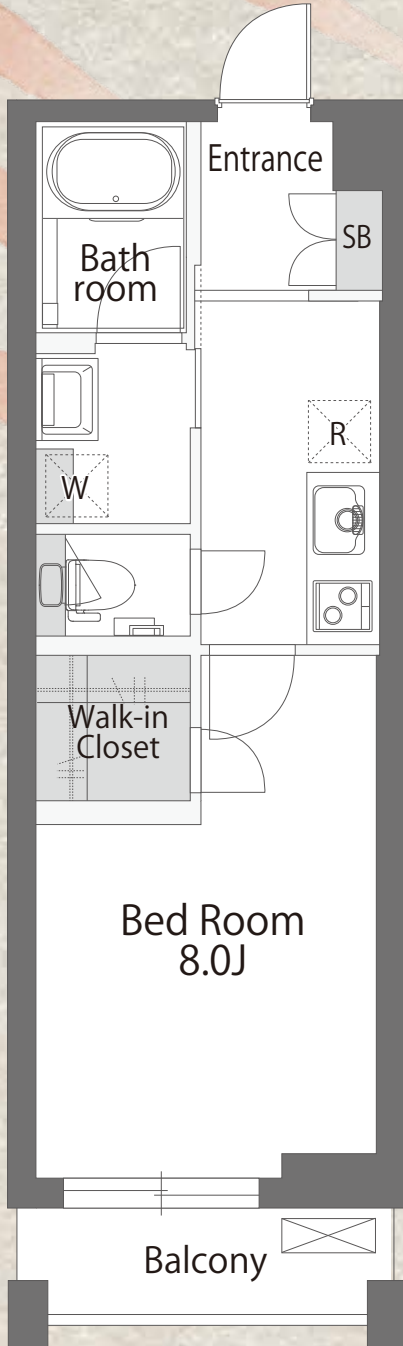 Entrance
SB
Bath
room
R
W
Walk-in
Closet
Bed Room
8.0J
Balcony